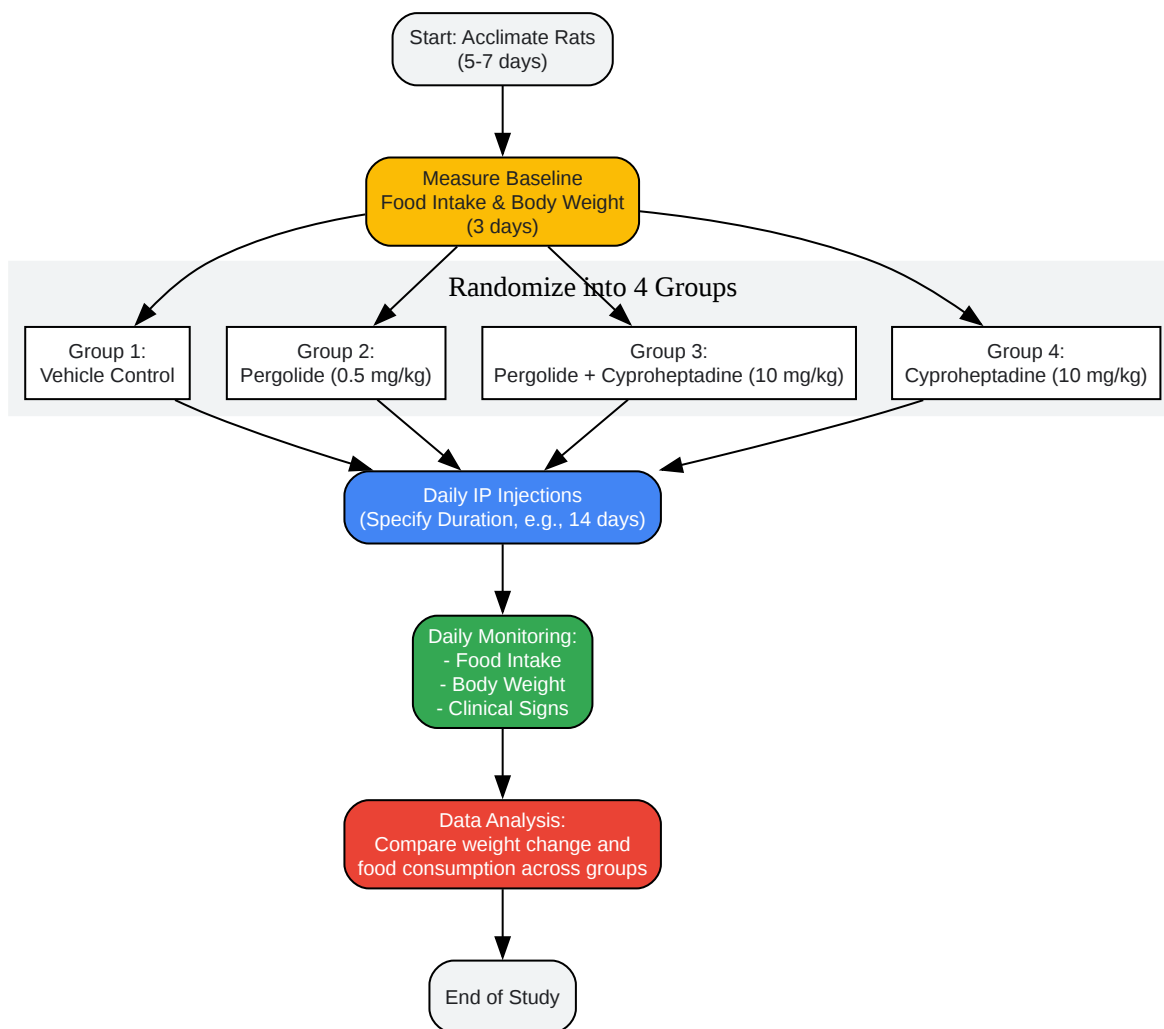 Start: Acclimate Rats
(5-7 days)
Measure Baseline
Food Intake & Body Weight
(3 days)
Randomize into 4 Groups
Group 1:
Vehicle Control
Group 2:
Pergolide (0.5 mg/kg)
Group 3:
Pergolide + Cyproheptadine (10 mg/kg)
Group 4:
Cyproheptadine (10 mg/kg)
Daily IP Injections
(Specify Duration, e.g., 14 days)
Daily Monitoring:
- Food Intake
- Body Weight
- Clinical Signs
Data Analysis:
Compare weight change and
food consumption across groups
End of Study